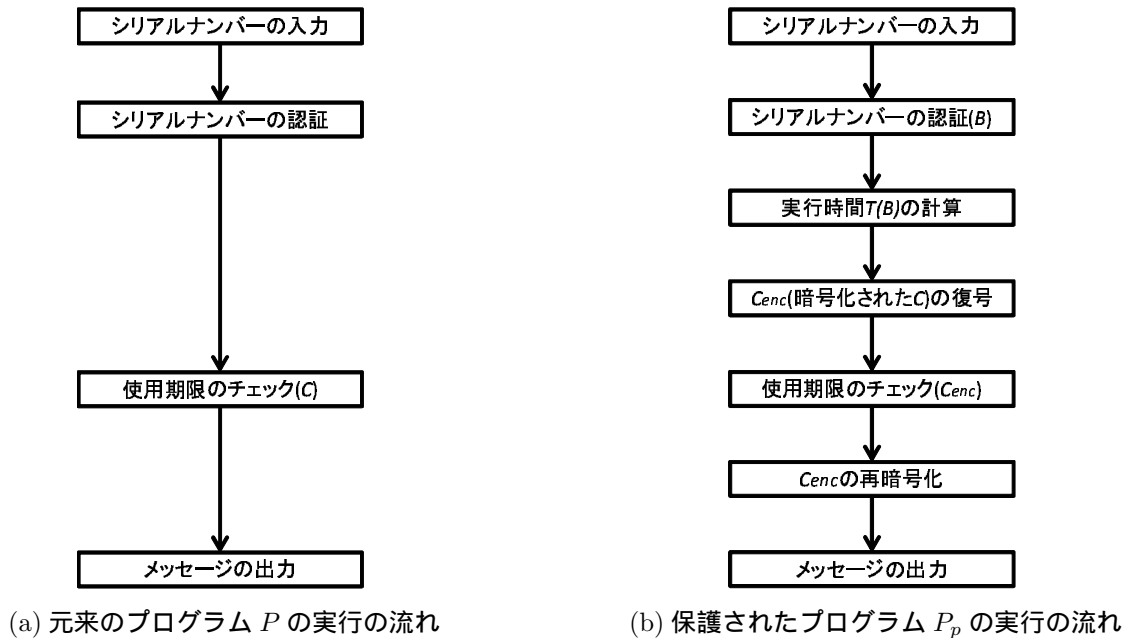 シリアルナンバーの入力
シリアルナンバーの認証
使用期限のチェック(C)
メッセージの出力
(a) 元来のプログラム P の実行の流れ
シリアルナンバーの入力
シリアルナンバーの認証(B)
実行時間T(B)の計算
Cenc(暗号化されたC)の復号
使用期限のチェック(Cenc)
Cencの再暗号化
メッセージの出力
(b) 保護されたプログラム Pp の実行の流れ